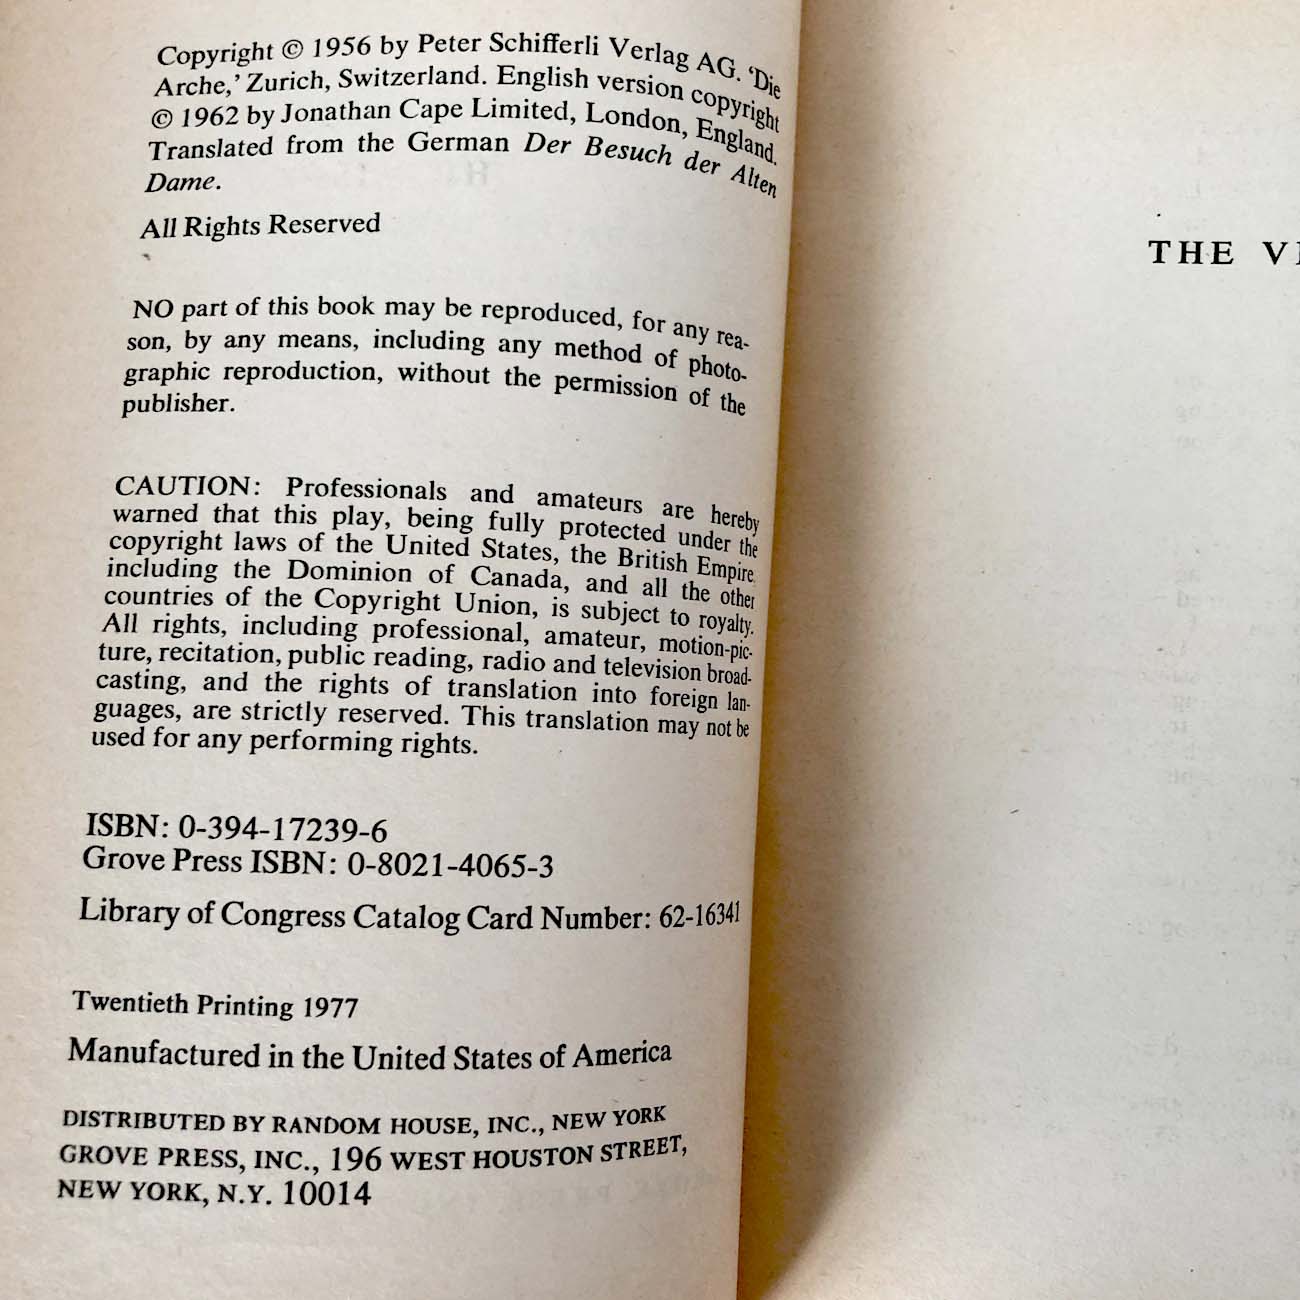 Copyright © 1956 by Peter Schifferli Verlag AG. 'Die
Arche,' Zurich, Switzerland. English version copyright
© 1962 by Jonathan Cape Limited, London, England.
Translated from the German Der Besuch der Alten
Dame.
All Rights Reserved
NO part of this book may be reproduced, for any rea-
son, by any means, including any method of photo-
graphic reproduction, without the permission of the
publisher.
CAUTION: Professionals and amateurs are hereby
warned that this play, being fully protected under the
copyright laws of the United States, the British Empire
including the Dominion of Canada, and all the other
countries of the Copyright Union, is subject to royalty.
All rights, including professional, amateur, motion-pic-
ture, recitation, public reading, radio and television broad-
casting, and the rights of translation into foreign lan-
guages, are strictly reserved. This translation may not be
used for any performing rights.
ISBN: 0-394-17239-6
Grove Press ISBN: 0-8021-4065-3
Library of Congress Catalog Card Number: 62-16341
Twentieth Printing 1977
Manufactured in the United States of America
DISTRIBUTED BY RANDOM HOUSE, INC., NEW YORK
GROVE PRESS, INC., 196 WEST HOUSTON STREET,
NEW YORK, N.Y. 10014
THE